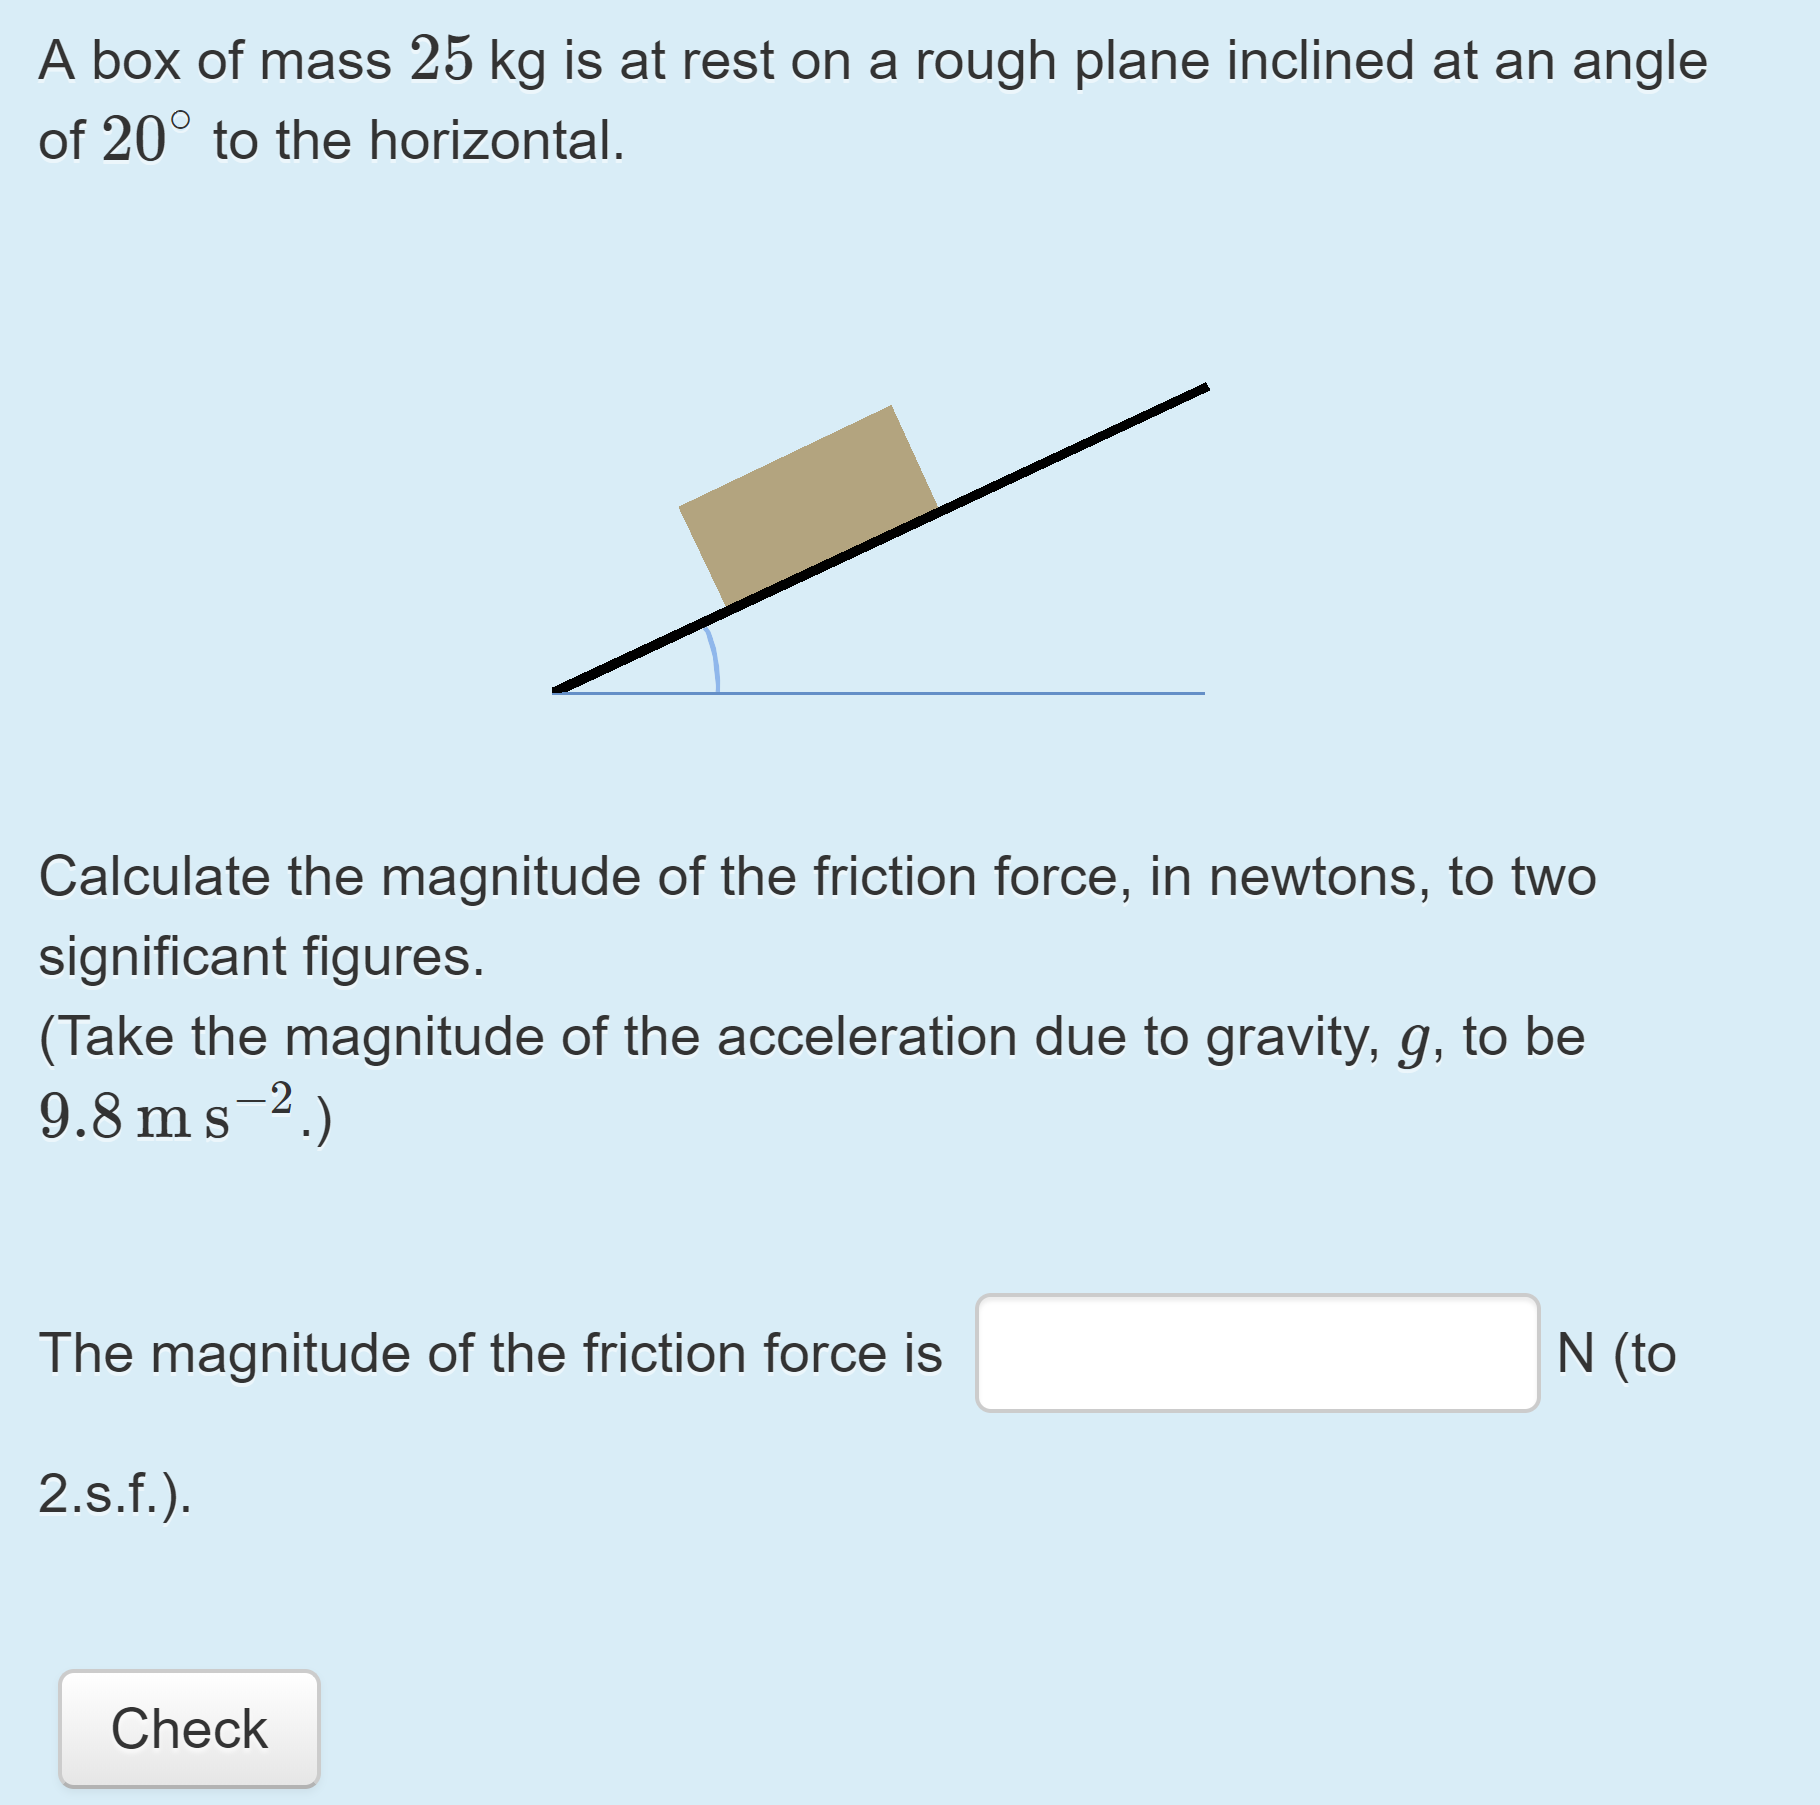 A box of mass 25 kg is at rest on a rough plane inclined at an angle
of 20° to the horizontal.
Calculate the magnitude of the friction force, in newtons, to two
significant figures.
(Take the magnitude of the acceleration due to gravity, g, to be
9.8 m s⁻².)
The magnitude of the friction force is N (to
2.s.f.).
Check